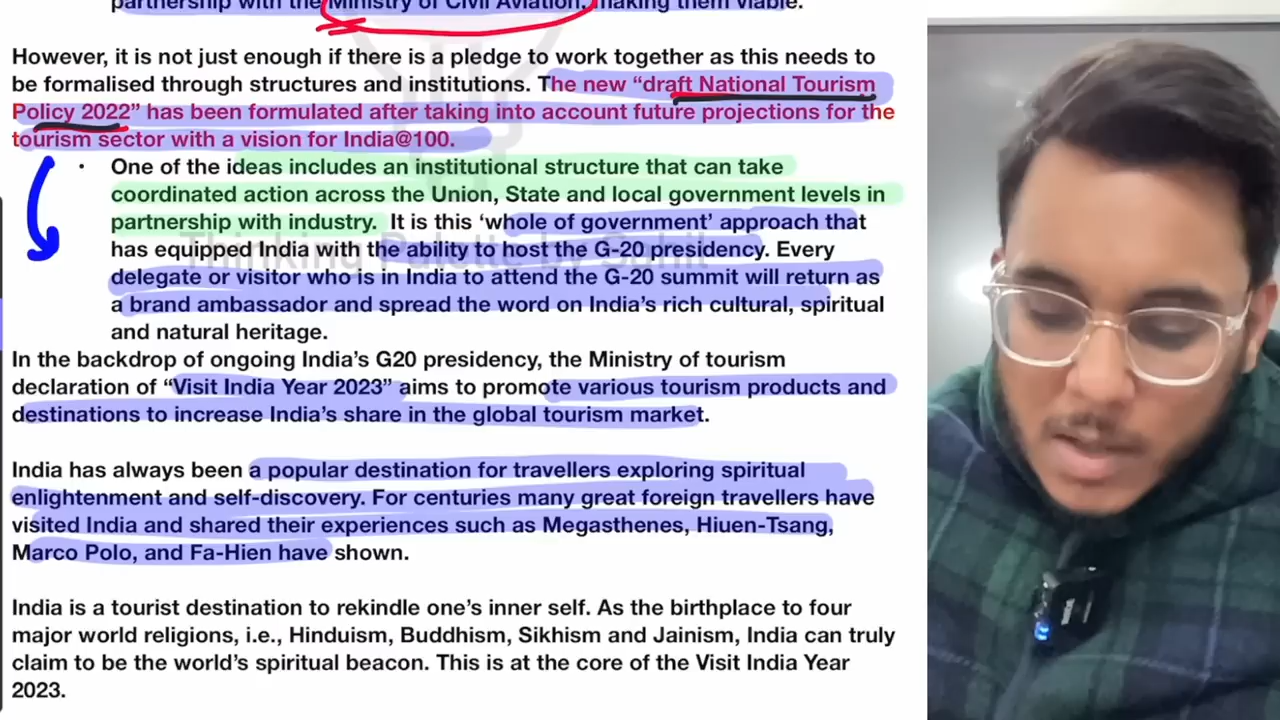 partnership with the Ministry of Civil Aviation, making them viable.
However, it is not just enough if there is a pledge to work together as this needs to
be formalised through structures and institutions. The new “draft National Tourism
Policy 2022” has been formulated after taking into account future projections for the
tourism sector with a vision for India@100.
• One of the ideas includes an institutional structure that can take
coordinated action across the Union, State and local government levels in
partnership with industry. It is this ‘whole of government’ approach that
has equipped India with the ability to host the G-20 presidency. Every
Thinking Palette by Sohit
delegate or visitor who is in India to attend the G-20 summit will return as
a brand ambassador and spread the word on India’s rich cultural, spiritual
and natural heritage.
In the backdrop of ongoing India’s G20 presidency, the Ministry of tourism
declaration of “Visit India Year 2023” aims to promote various tourism products and
destinations to increase India’s share in the global tourism market.
India has always been a popular destination for travellers exploring spiritual
enlightenment and self-discovery. For centuries many great foreign travellers have
visited India and shared their experiences such as Megasthenes, Hiuen-Tsang,
Marco Polo, and Fa-Hien have shown.
India is a tourist destination to rekindle one’s inner self. As the birthplace to four
major world religions, i.e., Hinduism, Buddhism, Sikhism and Jainism, India can truly
claim to be the world’s spiritual beacon. This is at the core of the Visit India Year
2023.